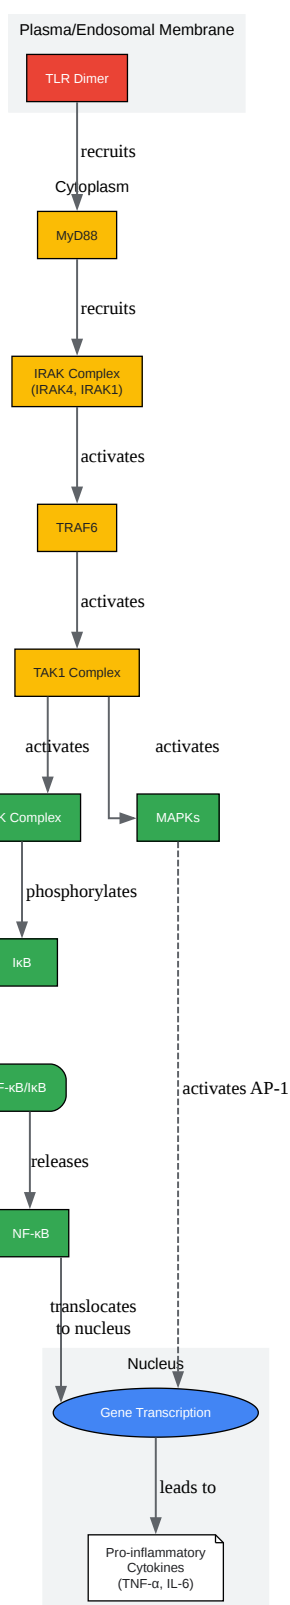 Plasma/Endosomal Membrane
TLR Dimer
recruits
Cytoplasm
MyD88
recruits
IRAK Complex
(IRAK4, IRAK1)
activates
TRAF6
activates
TAK1 Complex
activates
activates
K Complex
MAPKs
phosphorylates
IκB
F-κB/IκB
activates AP-1
releases
NF-κB
translocates
to nucleus
Nucleus
Gene Transcription
leads to
Pro-inflammatory
Cytokines
(TNF-α, IL-6)